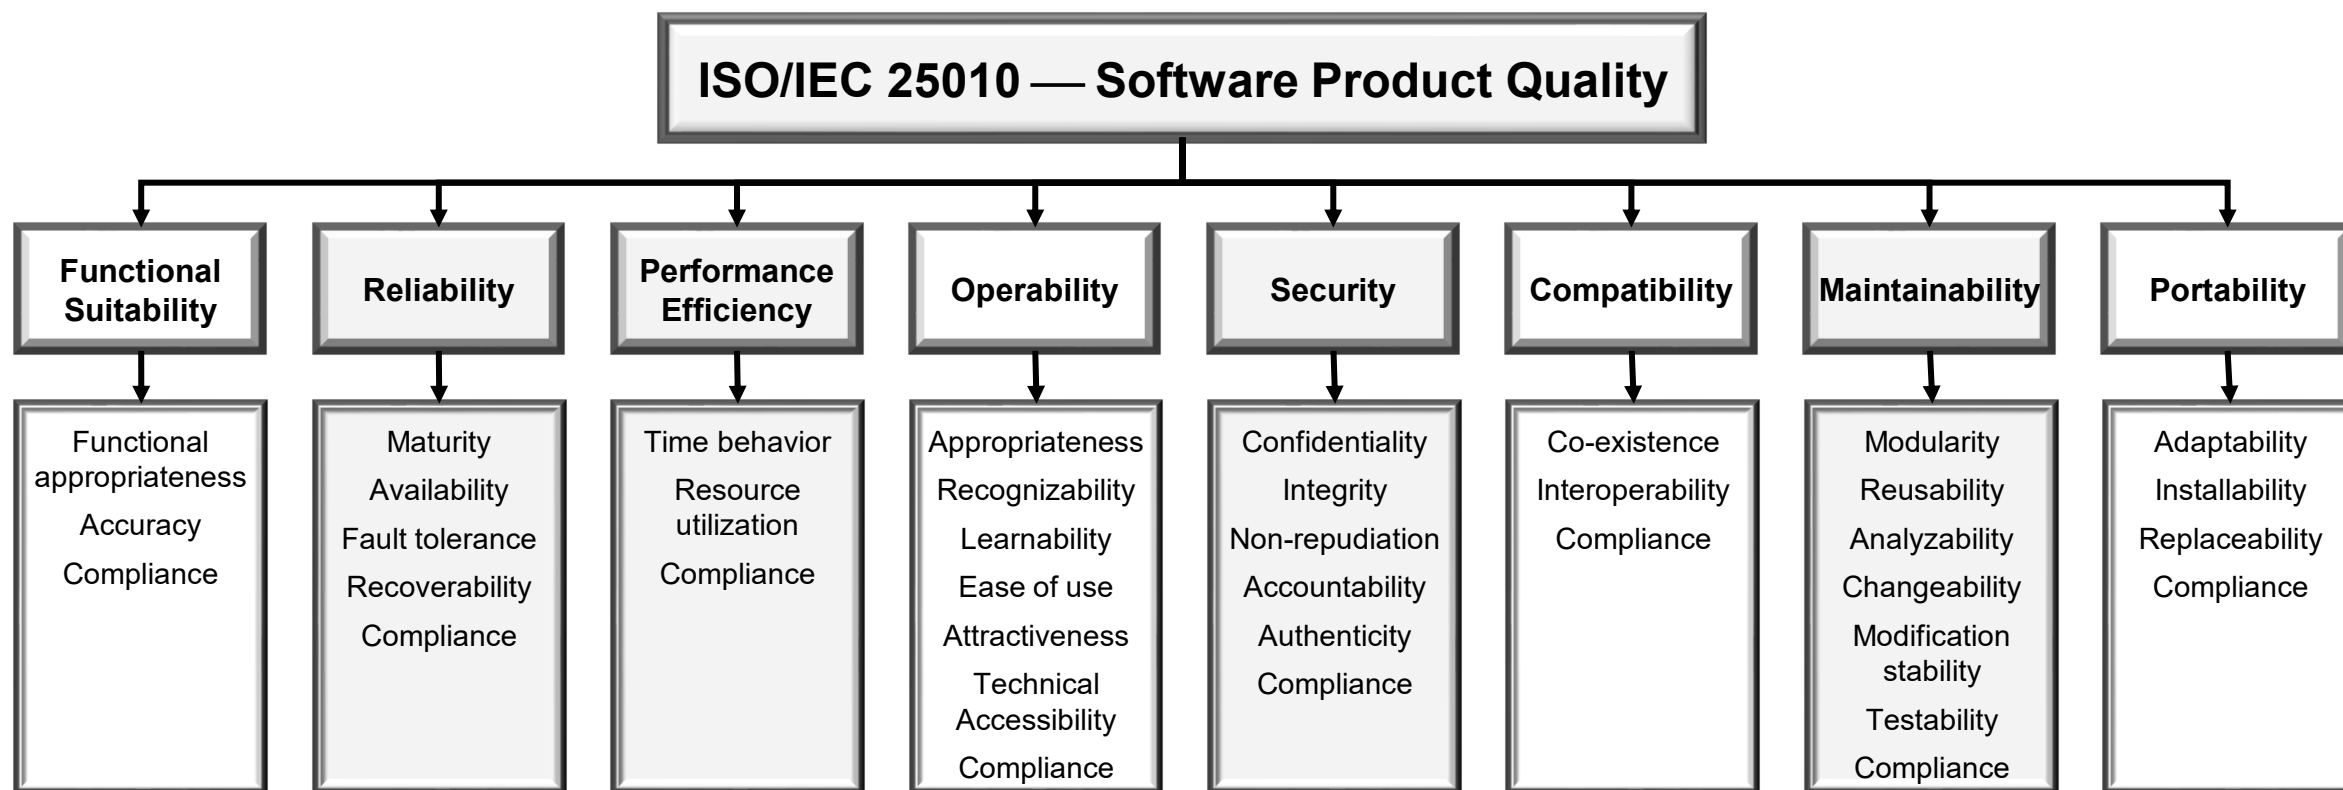 ISO/IEC 25010 — Software Product Quality
Functional
Suitability
Reliability
Performance
Efficiency
Operability
Security
Compatibility
Maintainability
Portability
Functional
appropriateness
Accuracy
Compliance
Maturity
Availability
Fault tolerance
Recoverability
Compliance
Time behavior
Resource
utilization
Compliance
Appropriateness
Recognizability
Learnability
Ease of use
Attractiveness
Technical
Accessibility
Compliance
Confidentiality
Integrity
Non-repudiation
Accountability
Authenticity
Compliance
Co-existence
Interoperability
Compliance
Modularity
Reusability
Analyzability
Changeability
Modification
stability
Testability
Compliance
Adaptability
Installability
Replaceability
Compliance